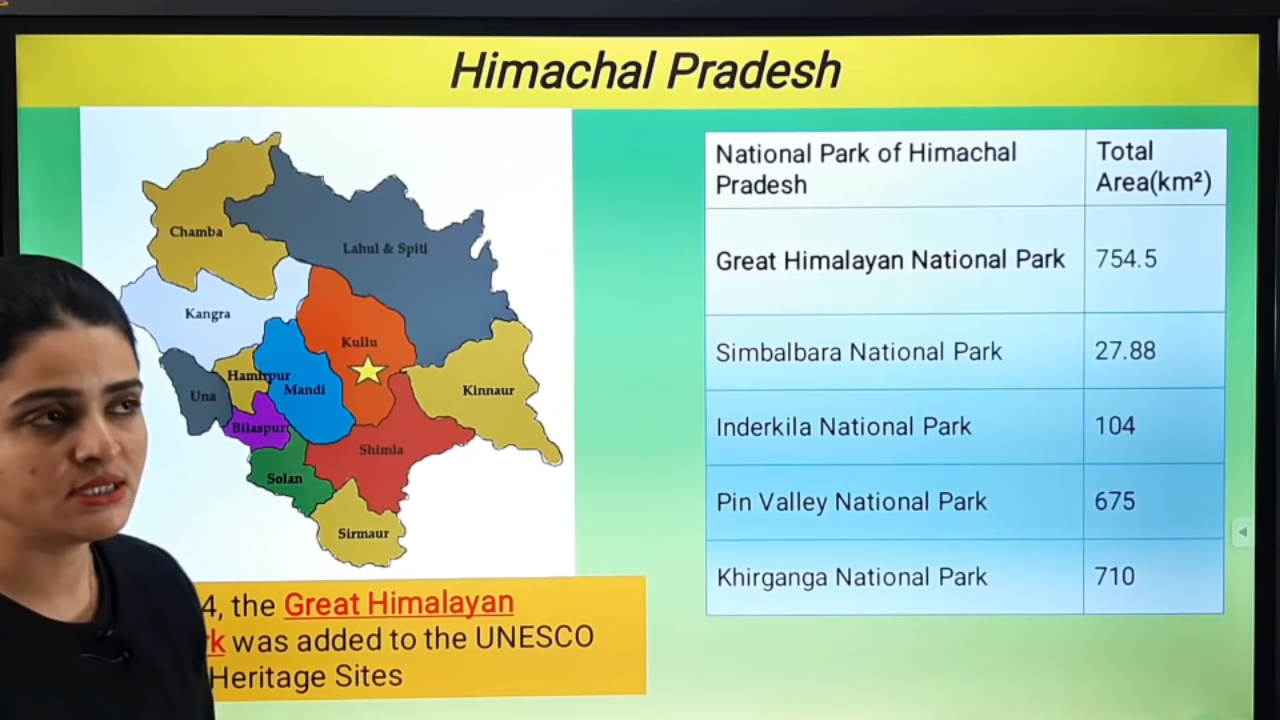 Himachal Pradesh
Chamba
Lahul & Spiti
Kangra
Kullu
Hamirpur
Mandi
Una
Kinnaur
Bilaspur
Shimla
Solan
Sirmaur
4, the Great Himalayan
k was added to the UNESCO
Heritage Sites
National Park of Himachal
Pradesh
Total
Area(km²)
Great Himalayan National Park 754.5
Simbalbara National Park 27.88
Inderkila National Park 104
Pin Valley National Park 675
Khirganga National Park 710